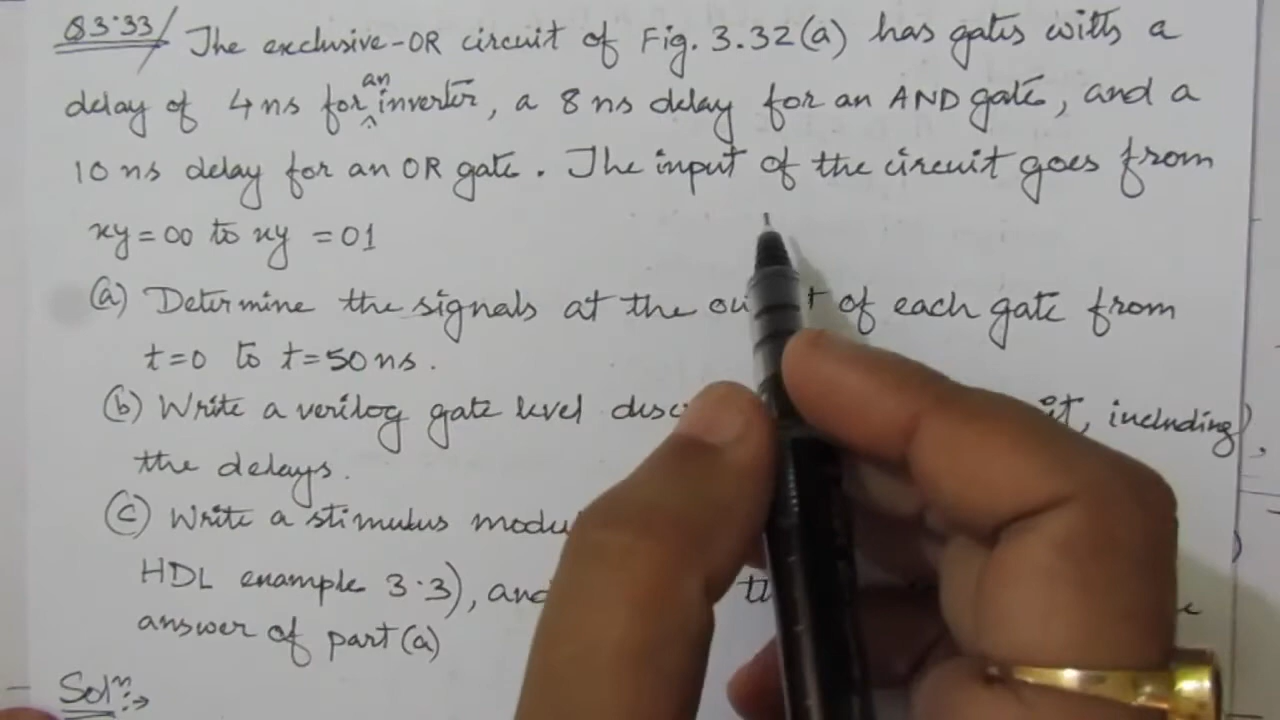 Q3.33/ The exclusive-OR circuit of Fig. 3.32(a) has gates with a
delay of 4 ns for an inverter, a 8 ns delay for an AND gate, and a
10 ns delay for an OR gate. The input of the circuit goes from
xy = 00 to xy = 01
(a) Determine the signals at the of each gate from
t=0 to t=50 ns.
(b) Write a verilog gate level including
the delays.
(c) Write a stimulus
HDL example 3.3), and
answer of part(a)
Solⁿ:→